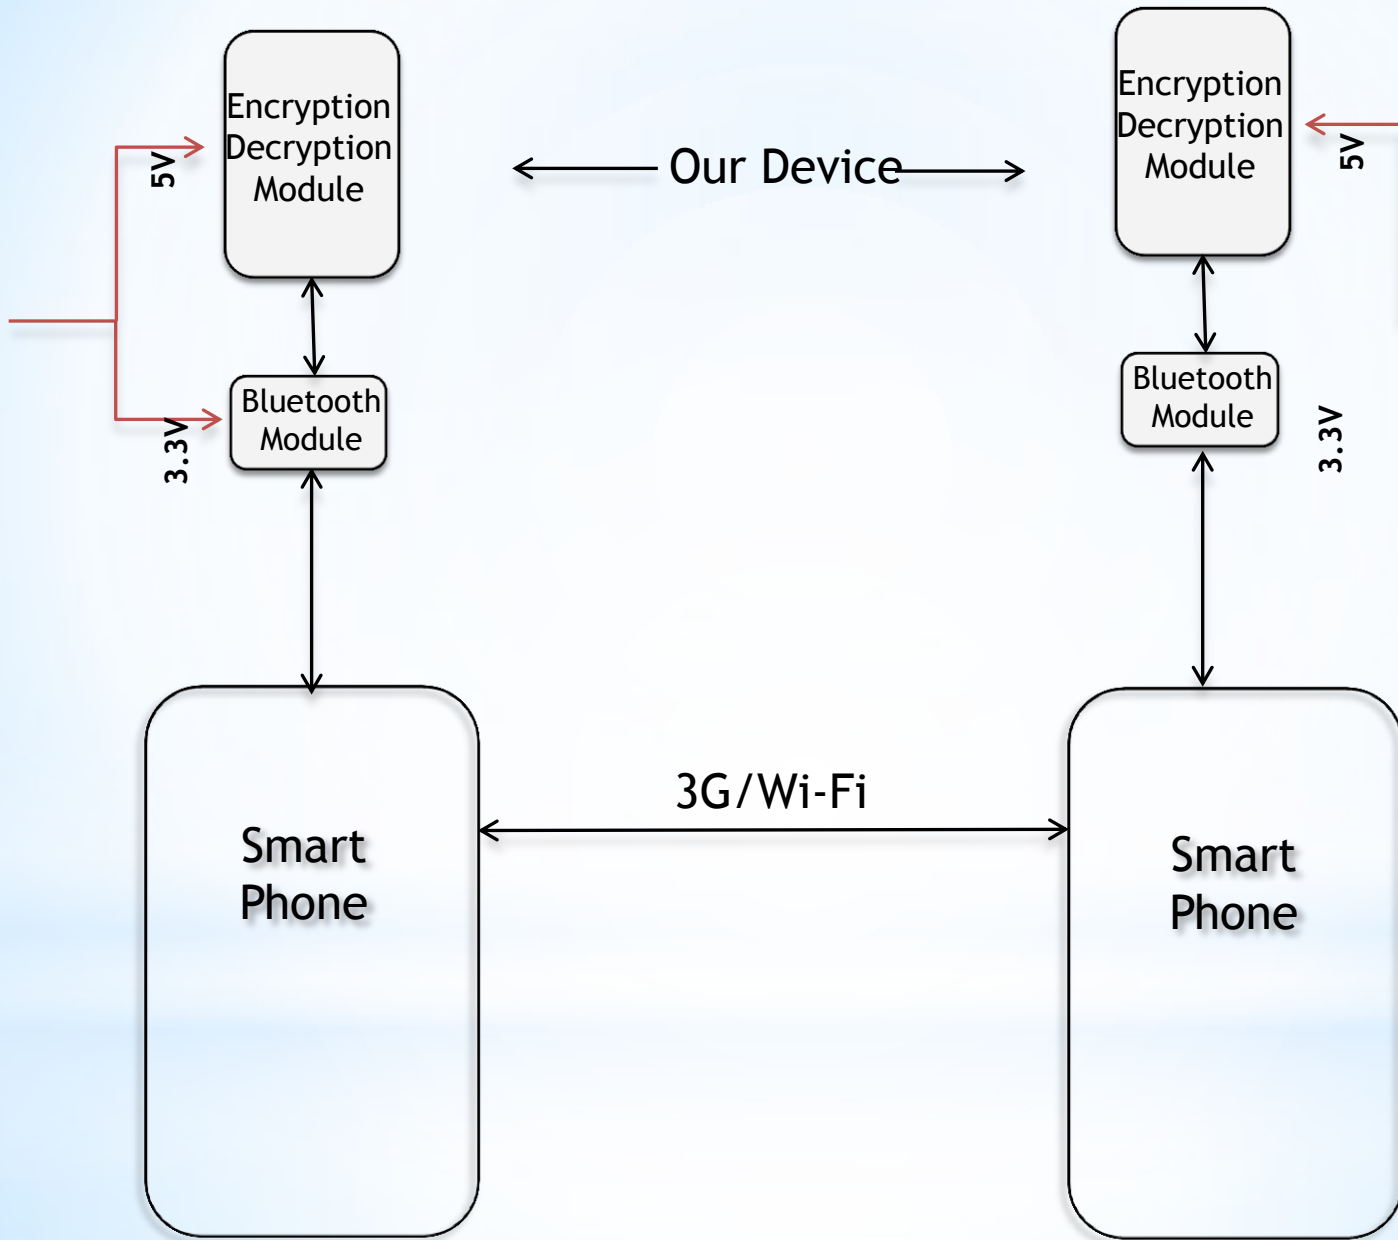 Encryption
Decryption
Module
5V
Our Device
Encryption
Decryption
Module
5V
Bluetooth
Module
3.3V
Bluetooth
Module
3.3V
3G/Wi-Fi
Smart
Phone
Smart
Phone